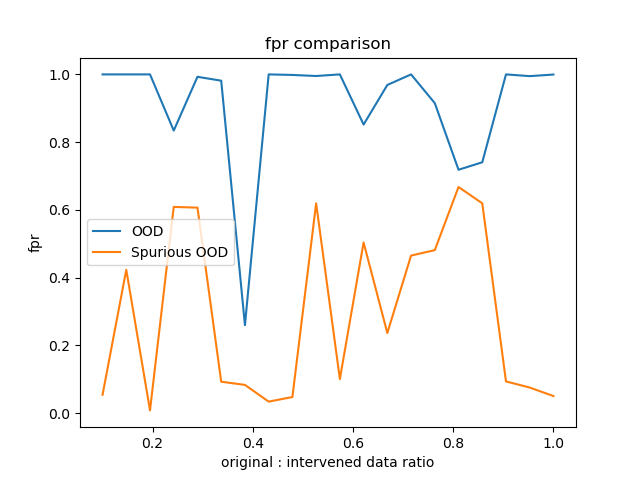 fpr comparison
1.0
0.8
0.6
0.4
0.2
0.0
fpr
OOD
Spurious OOD
0.2
0.4
0.6
0.8
1.0
original : intervened data ratio